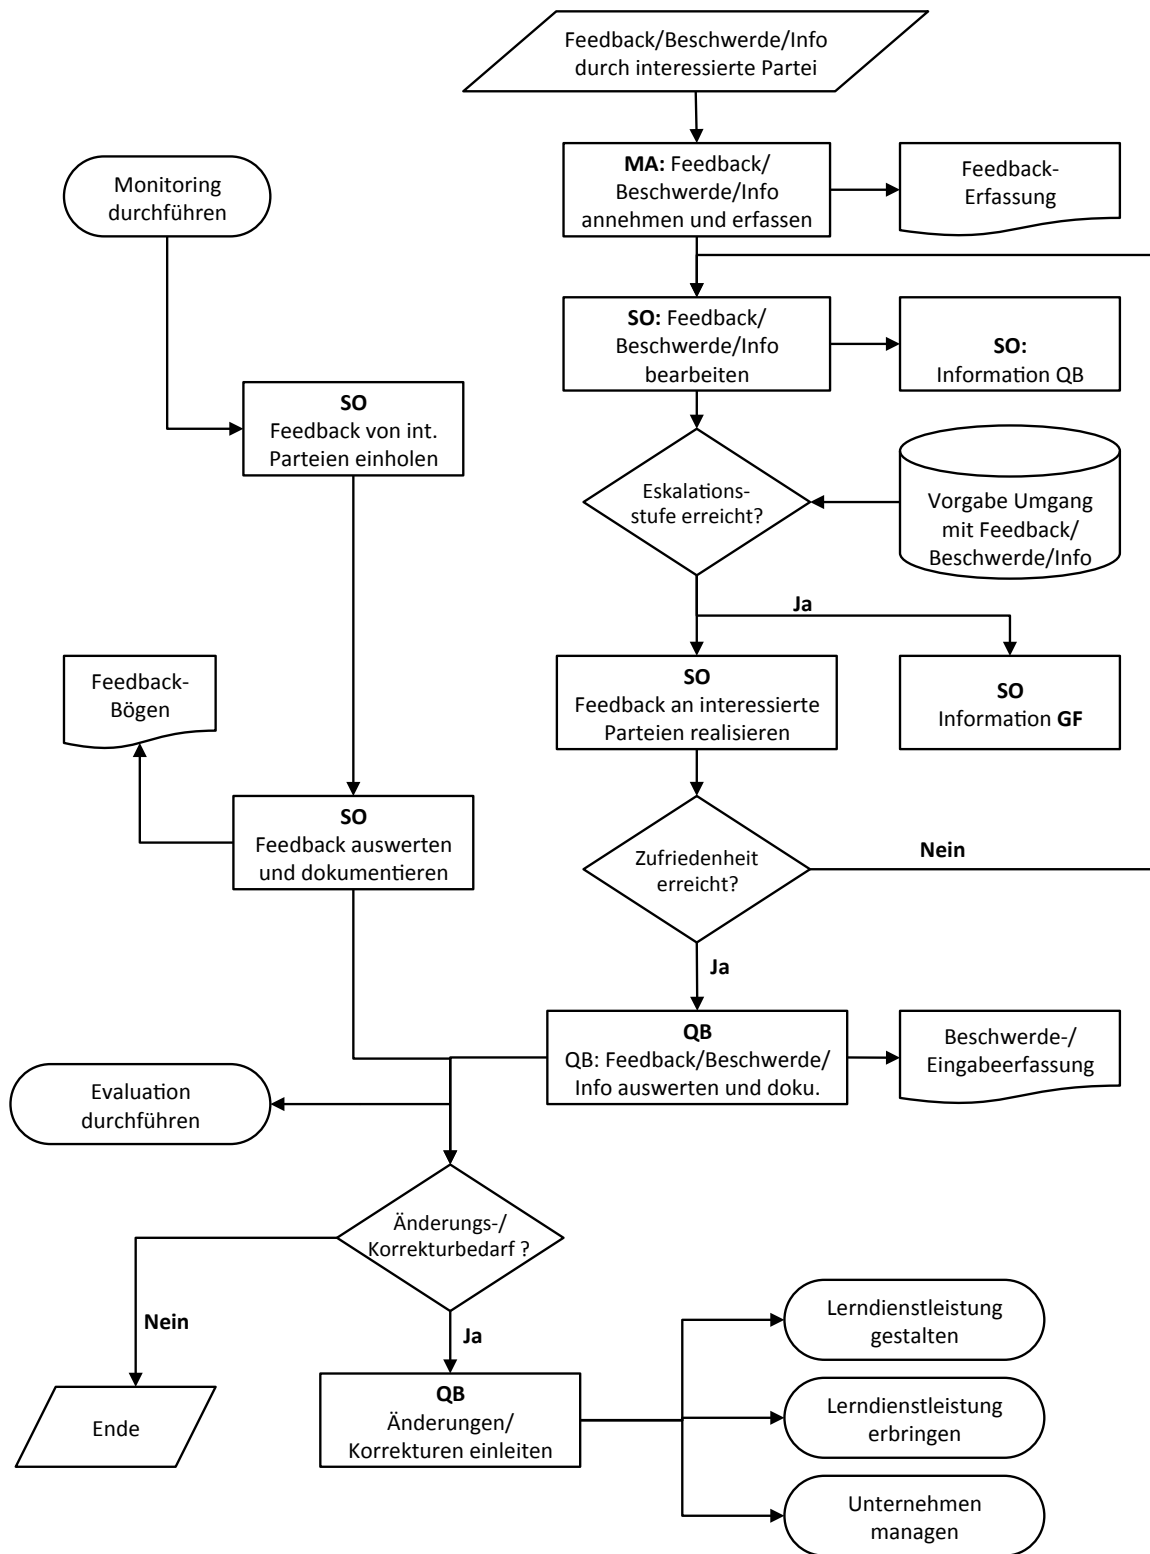 Feedback/Beschwerde/Info
durch interessierte Partei
MA: Feedback/
Beschwerde/Info
annehmen und erfassen
Feedback-
Erfassung
Monitoring
durchführen
SO: Feedback/
Beschwerde/Info
bearbeiten
SO:
Information QB
SO
Feedback von int.
Parteien einholen
Eskalations-
stufe erreicht?
Vorgabe Umgang
mit Feedback/
Beschwerde/Info
Ja
SO
Feedback an interessierte
Parteien realisieren
SO
Information GF
Feedback-
Bögen
SO
Feedback auswerten
und dokumentieren
Zufriedenheit
erreicht?
Nein
Ja
QB
QB: Feedback/Beschwerde/
Info auswerten und doku.
Beschwerde-/
Eingabeerfassung
Evaluation
durchführen
Änderungs-/
Korrekturbedarf ?
Nein
Ja
Ende
QB
Änderungen/
Korrekturen einleiten
Lerndienstleistung
gestalten
Lerndienstleistung
erbringen
Unternehmen
managen